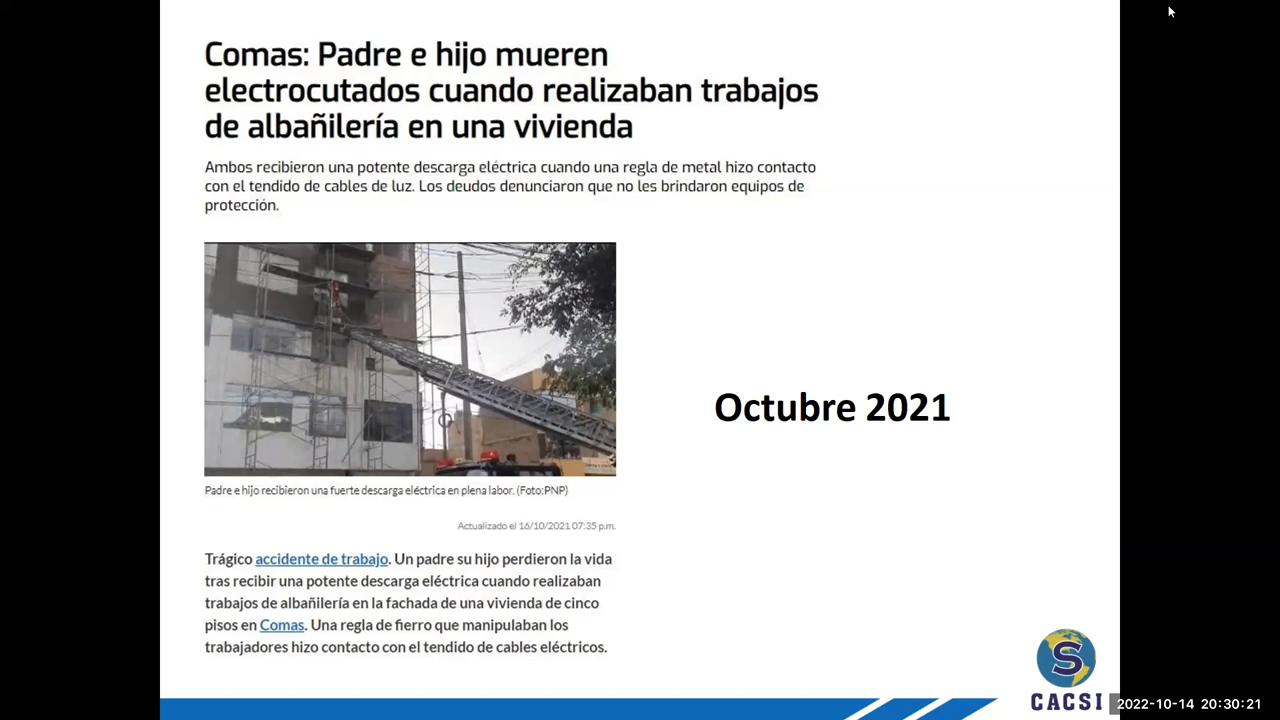 Comas: Padre e hijo mueren
electrocutados cuando realizaban trabajos
de albañilería en una vivienda
Ambos recibieron una potente descarga eléctrica cuando una regla de metal hizo contacto
con el tendido de cables de luz. Los deudos denunciaron que no les brindaron equipos de
protección.
Octubre 2021
Padre e hijo recibieron una fuerte descarga eléctrica en plena labor. (Foto:PNP)
Actualizado el 16/10/2021 07:35 p.m.
Trágico accidente de trabajo. Un padre su hijo perdieron la vida
tras recibir una potente descarga eléctrica cuando realizaban
trabajos de albañilería en la fachada de una vivienda de cinco
pisos en Comas. Una regla de fierro que manipulaban los
trabajadores hizo contacto con el tendido de cables eléctricos.
S
CACSI
2022-10-14 20:30:21